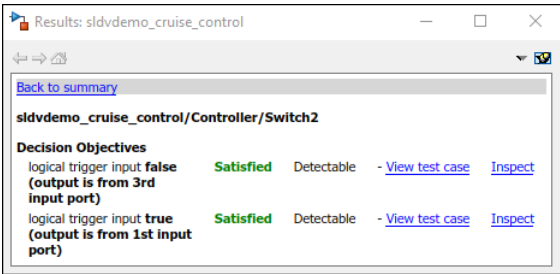 Results: sldvdemo_cruise_control
Back to summary
sldvdemo_cruise_control/Controller/Switch2
Decision Objectives
logical trigger input false Satisfied Detectable - View test case Inspect
(output is from 3rd
input port)
logical trigger input true Satisfied Detectable - View test case Inspect
(output is from 1st input
port)